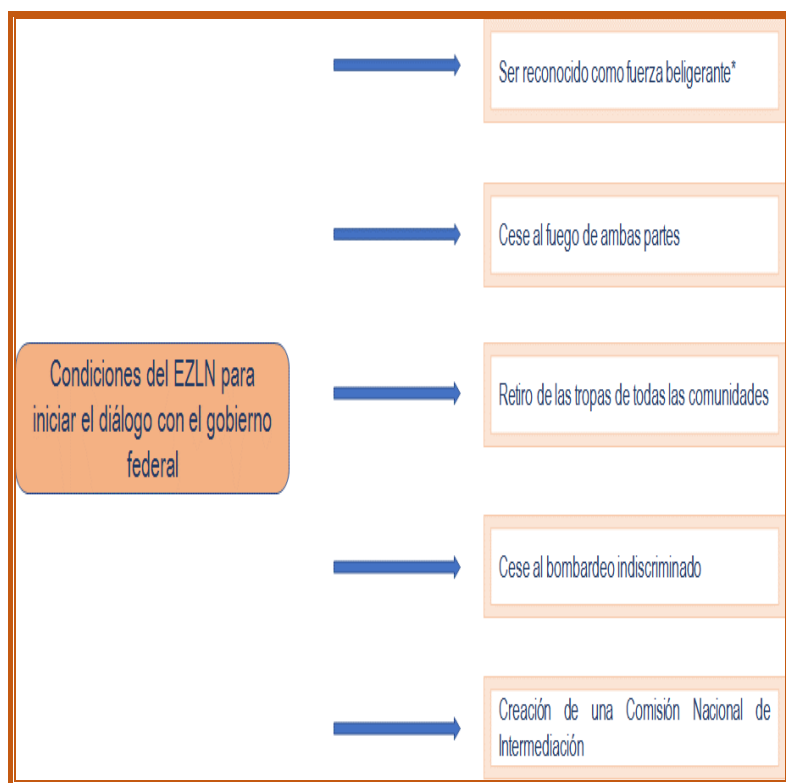 Condiciones del EZLN para
iniciar el diálogo con el gobierno
federal
Ser reconocido como fuerza beligerante*
Cese al fuego de ambas partes
Retiro de las tropas de todas las comunidades
Cese al bombardeo indiscriminado
Creación de una Comisión Nacional de
Intermediación